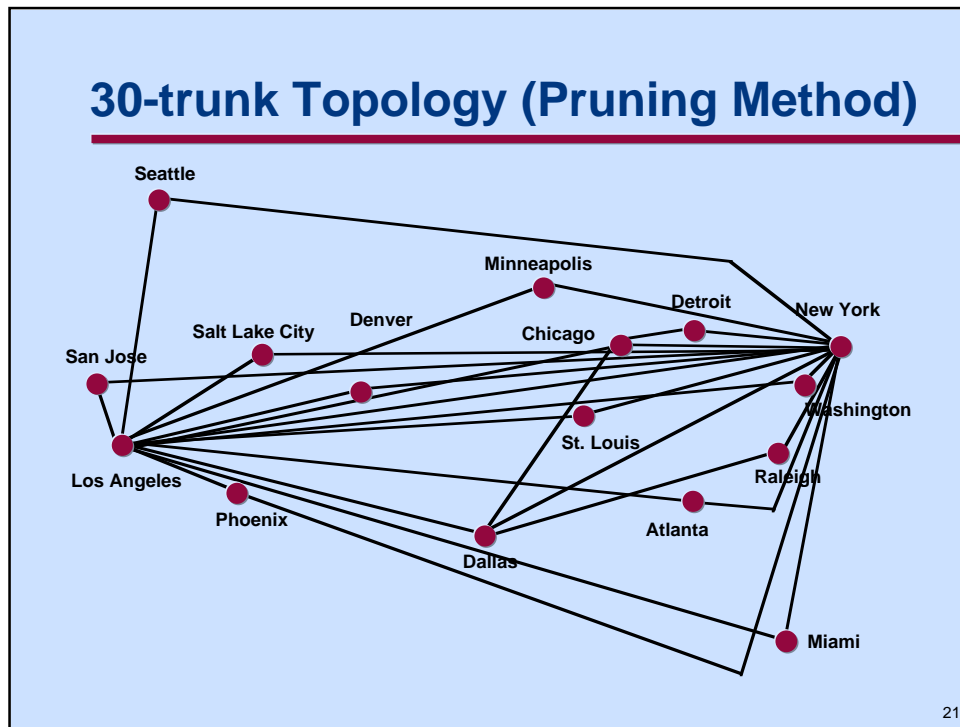 30-trunk Topology (Pruning Method)
Seattle
Minneapolis
Detroit
New York
Denver
Chicago
Salt Lake City
San Jose
Washington
St. Louis
Los Angeles
Raleigh
Phoenix
Atlanta
Dallas
Miami
21